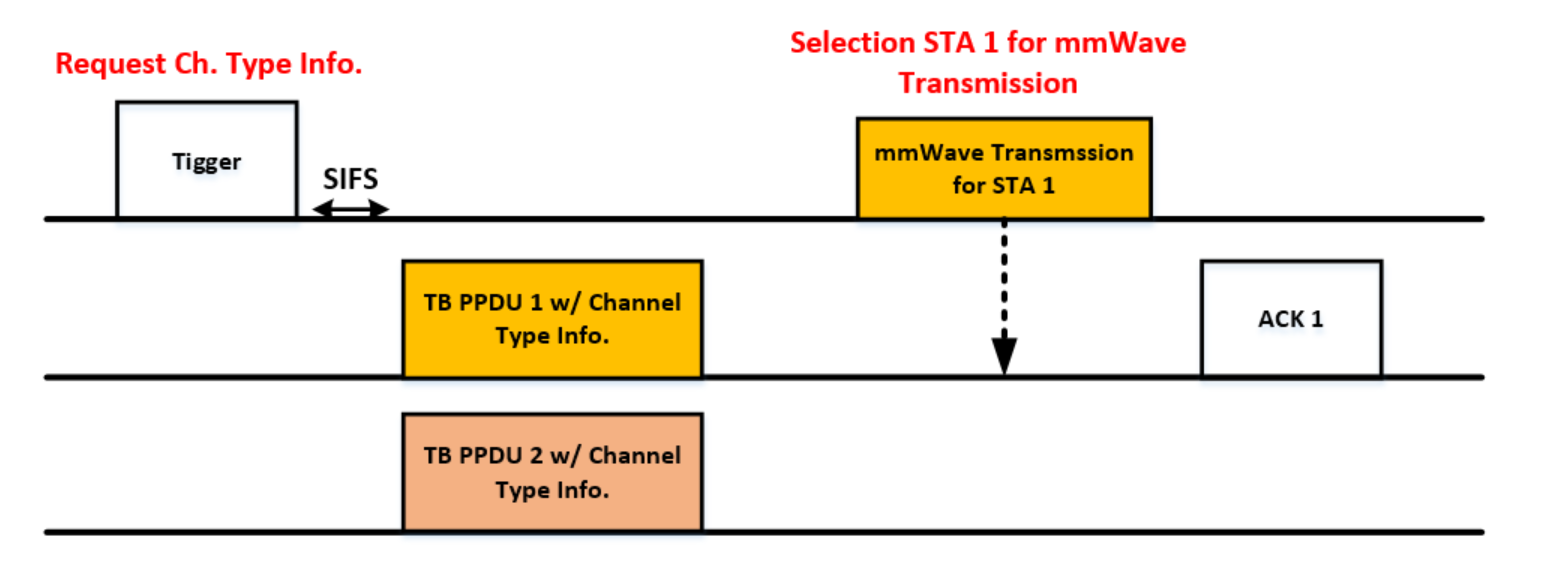 Request Ch. Type Info.
Selection STA 1 for mmWave
Transmission
Tigger
SIFS
mmWave Transmssion
for STA 1
TB PPDU 1 w/ Channel
Type Info.
ACK 1
TB PPDU 2 w/ Channel
Type Info.